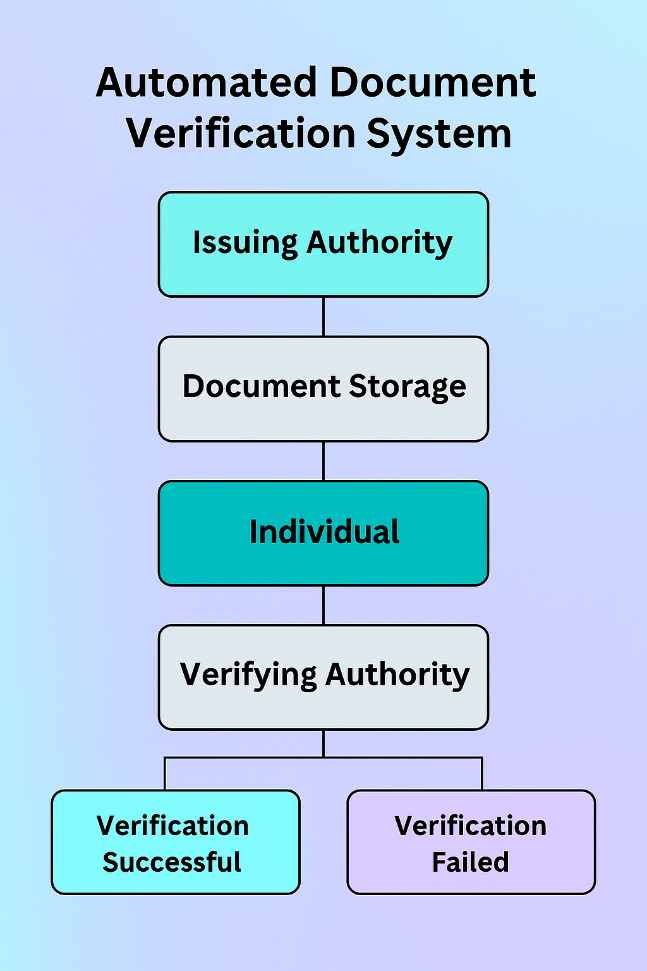 Automated Document
Verification System
Issuing Authority
Document Storage
Individual
Verifying Authority
Verification
Successful
Verification
Failed